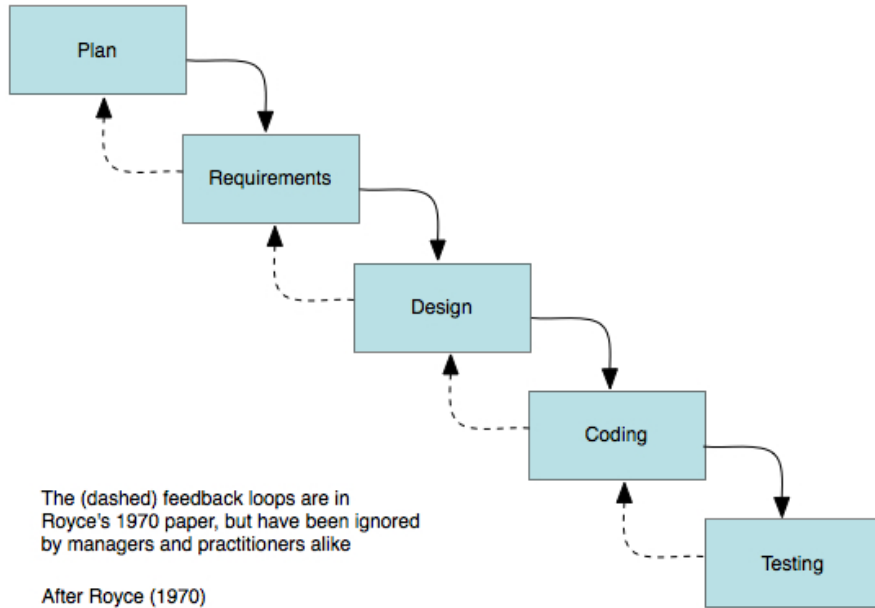 Plan
Requirements
Design
Coding
Testing
The (dashed) feedback loops are in
Royce's 1970 paper, but have been ignored
by managers and practitioners alike
After Royce (1970)